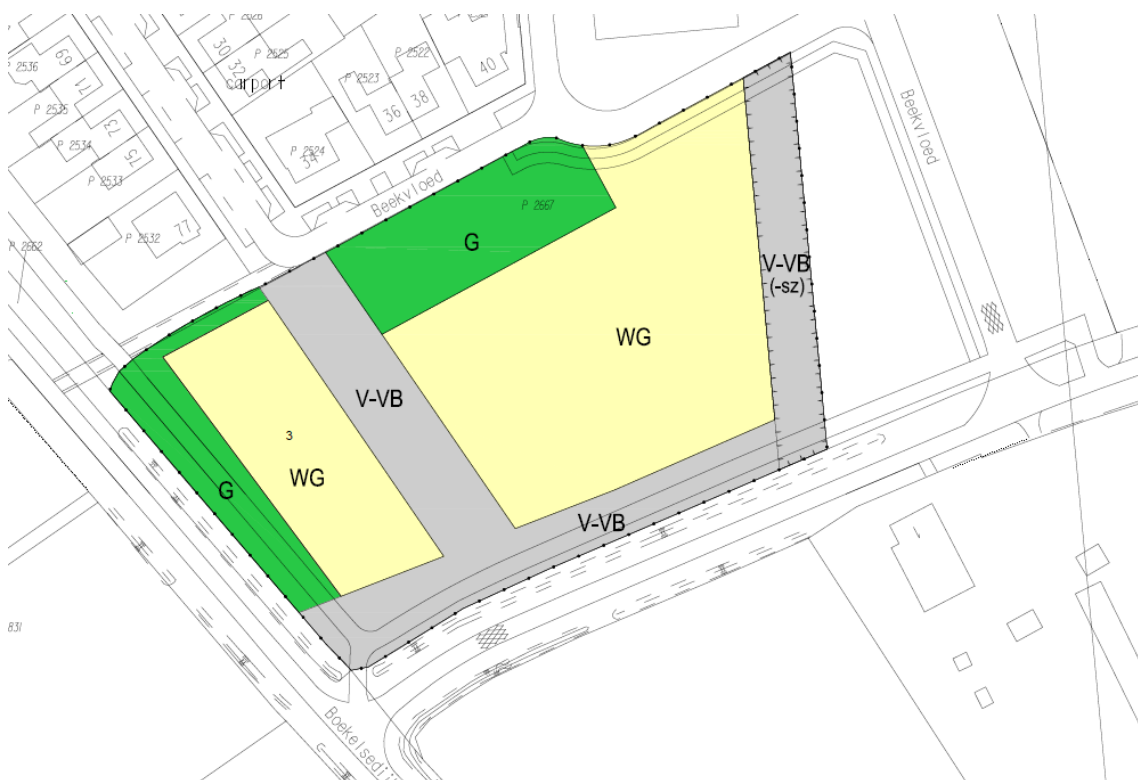 P 2526
P 2525
30
32
carport
P 2522
40
P 2523
38
36
P 2524
34
P 2536
69
71
P 2535
73
P 2534
75
P 2533
77
P 2532
P 2662
Beekvloed
Beekvloed
P 2667
G
WG
V-VB
(-sz)
V-VB
3
WG
G
V-VB
831
Boekelsedij